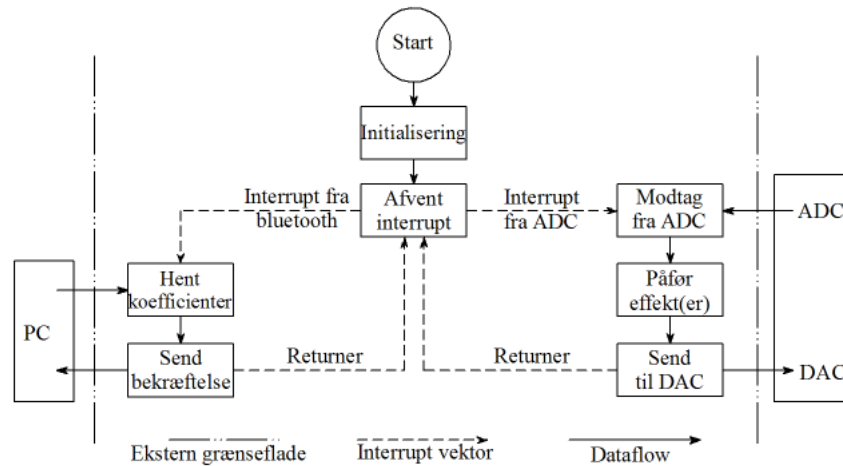 Start
Initialisering
Interrupt fra
bluetooth
Afvent
interrupt
Interrupt
fra ADC
Modtag
fra ADC
ADC
Hent
koefficienter
Påfør
effekt(er)
PC
Send
bekræftelse
Returner
Returner
Send
til DAC
DAC
Ekstern grænseflade
Interrupt vektor
Dataflow